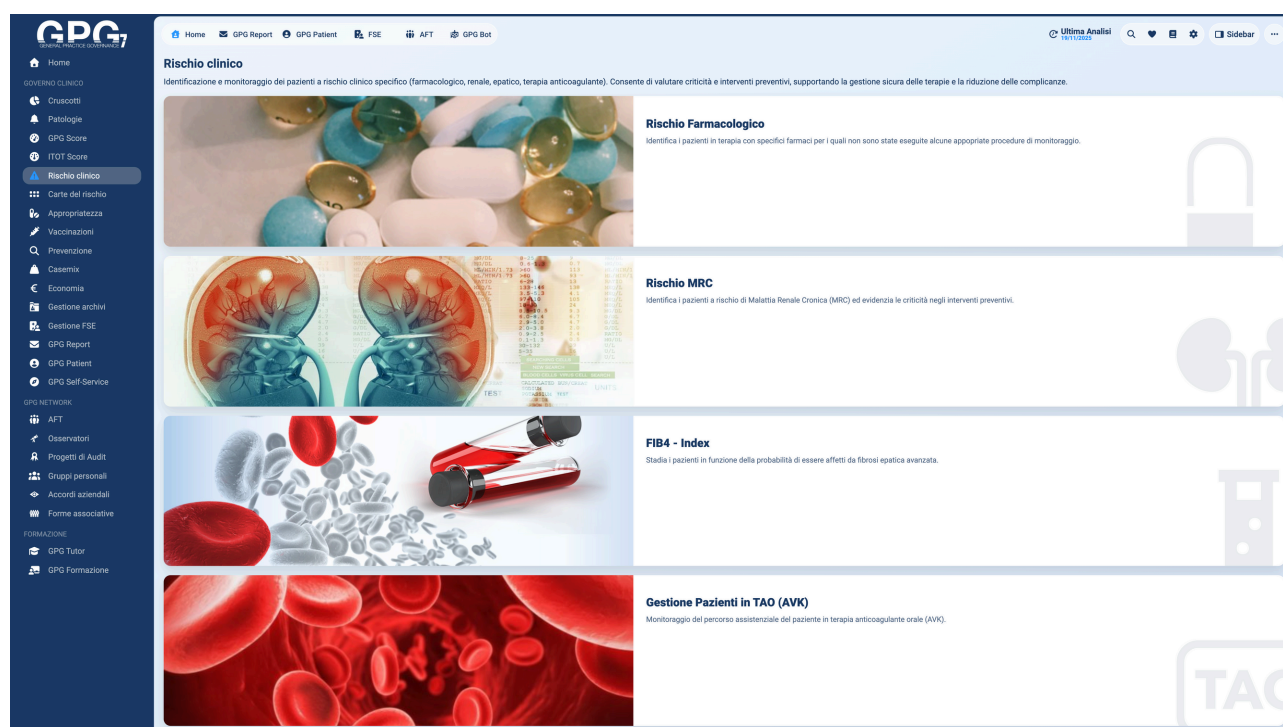 GPG7
GENERAL PRACTICE GOVERNANCE
Home
GOVERNO CLINICO
Cruscotti
Patologie
GPG Score
ITOT Score
Rischio clinico
Carte del rischio
Appropriatezza
Vaccinazioni
Prevenzione
Casemix
Economia
Gestione archivi
Gestione FSE
GPG Report
GPG Patient
GPG Self-Service
GPG NETWORK
AFT
Osservatori
Progetti di Audit
Gruppi personali
Accordi aziendali
Forme associative
FORMAZIONE
GPG Tutor
GPG Formazione
Home GPG Report GPG Patient FSE AFT GPG Bot
Ultima Analisi
19/11/2025
Sidebar
Rischio clinico
Identificazione e monitoraggio dei pazienti a rischio clinico specifico (farmacologico, renale, epatico, terapia anticoagulante). Consente di valutare criticità e interventi preventivi, supportando la gestione sicura delle terapie e la riduzione delle complicanze.
Rischio Farmacologico
Identifica i pazienti in terapia con specifici farmaci per i quali non sono state eseguite alcune appopriate procedure di monitoraggio.
Rischio MRC
Identifica i pazienti a rischio di Malattia Renale Cronica (MRC) ed evidenzia le criticità negli interventi preventivi.
TEST
UNITS
FIB4 - Index
Stadia i pazienti in funzione della probabilità di essere affetti da fibrosi epatica avanzata.
Gestione Pazienti in TAO (AVK)
Monitoraggio del percorso assistenziale del paziente in terapia anticoagulante orale (AVK).
TAO